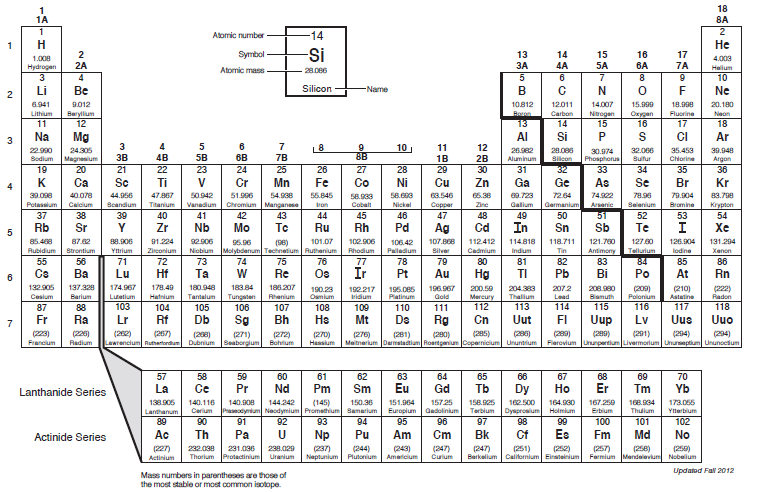 1
1A
18
8A
1
H
1.008
Hydrogen
2
2A
Atomic number 14
Symbol Si
Atomic mass 28.086
Silicon Name
13 14 15 16 17
3A 4A 5A 6A 7A
2
He
4.003
Helium
1
3 4 5 6 7 8 9 10
Li Be B C N O F Ne
6.941 9.012 10.812 12.011 14.007 15.999 18.998 20.180
Lithium Beryllium Boron Carbon Nitrogen Oxygen Fluorine Neon
2
11 12 13 14 15 16 17 18
Na Mg Al Si P S Cl Ar
22.990 24.305 26.982 28.086 30.974 32.066 35.453 39.948
Sodium Magnesium Aluminum Silicon Phosphorus Sulfur Chlorine Argon
3
3 4 5 6 7 8 9 10 11 12
3B 4B 5B 6B 7B 8B 1B 2B
19 20 21 22 23 24 25 26 27 28 29 30 31 32 33 34 35 36
K Ca Sc Ti V Cr Mn Fe Co Ni Cu Zn Ga Ge As Se Br Kr
39.098 40.078 44.956 47.867 50.942 51.996 54.938 55.845 58.933 58.693 63.546 65.38 69.723 72.64 74.922 78.96 79.904 83.798
Potassium Calcium Scandium Titanium Vanadium Chromium Manganese Iron Cobalt Nickel Copper Zinc Gallium Germanium Arsenic Selenium Bromine Krypton
4
37 38 39 40 41 42 43 44 45 46 47 48 49 50 51 52 53 54
Rb Sr Y Zr Nb Mo Tc Ru Rh Pd Ag Cd In Sn Sb Te I Xe
85.468 87.62 88.906 91.224 92.906 95.96 (98) 101.07 102.906 106.42 107.868 112.412 114.818 118.711 121.760 127.60 126.904 131.294
Rubidium Strontium Yttrium Zirconium Niobium Molybdenum Technetium Ruthenium Rhodium Palladium Silver Cadmium Indium Tin Antimony Tellurium Iodine Xenon
5
55 56 71 72 73 74 75 76 77 78 79 80 81 82 83 84 85 86
Cs Ba Lu Hf Ta W Re Os Ir Pt Au Hg Tl Pb Bi Po At Rn
132.905 137.328 174.967 178.49 180.948 183.84 186.207 190.23 192.217 195.085 196.967 200.59 204.383 207.2 208.980 (209) (210) (222)
Cesium Barium Lutetium Hafnium Tantalum Tungsten Rhenium Osmium Iridium Platinum Gold Mercury Thallium Lead Bismuth Polonium Astatine Radon
6
87 88 103 104 105 106 107 108 109 110 111 112 113 114 115 116 117 118
Fr Ra Lr Rf Db Sg Bh Hs Mt Ds Rg Cn Uut Fl Uup Lv Uus Uuo
(223) (226) (262) (267) (268) (271) (272) (270) (276) (281) (280) (285) (286) (289) (289) (291) (294) (294)
Francium Radium Lawrencium Rutherfordium Dubnium Seaborgium Bohrium Hassium Meitnerium Darmstadtium Roentgenium Copernicium Ununtrium Flerovium Ununpentium Livermorium Ununseptium Ununoctium
7
57 58 59 60 61 62 63 64 65 66 67 68 69 70
Lanthanide Series La Ce Pr Nd Pm Sm Eu Gd Tb Dy Ho Er Tm Yb
138.905 140.116 140.908 144.242 (145) 150.36 151.964 157.25 158.925 162.500 164.930 167.259 168.934 173.055
Lanthanum Cerium Praseodymium Neodymium Promethium Samarium Europium Gadolinium Terbium Dysprosium Holmium Erbium Thulium Ytterbium
89 90 91 92 93 94 95 96 97 98 99 100 101 102
Actinide Series Ac Th Pa U Np Pu Am Cm Bk Cf Es Fm Md No
(227) 232.038 231.036 238.029 (237) (244) (243) (247) (247) (251) (252) (257) (258) (259)
Actinium Thorium Protactinium Uranium Neptunium Plutonium Americium Curium Berkelium Californium Einsteinium Fermium Mendelevium Nobelium
Mass numbers in parentheses are those of
the most stable or most common isotope.
Updated Fall 2012